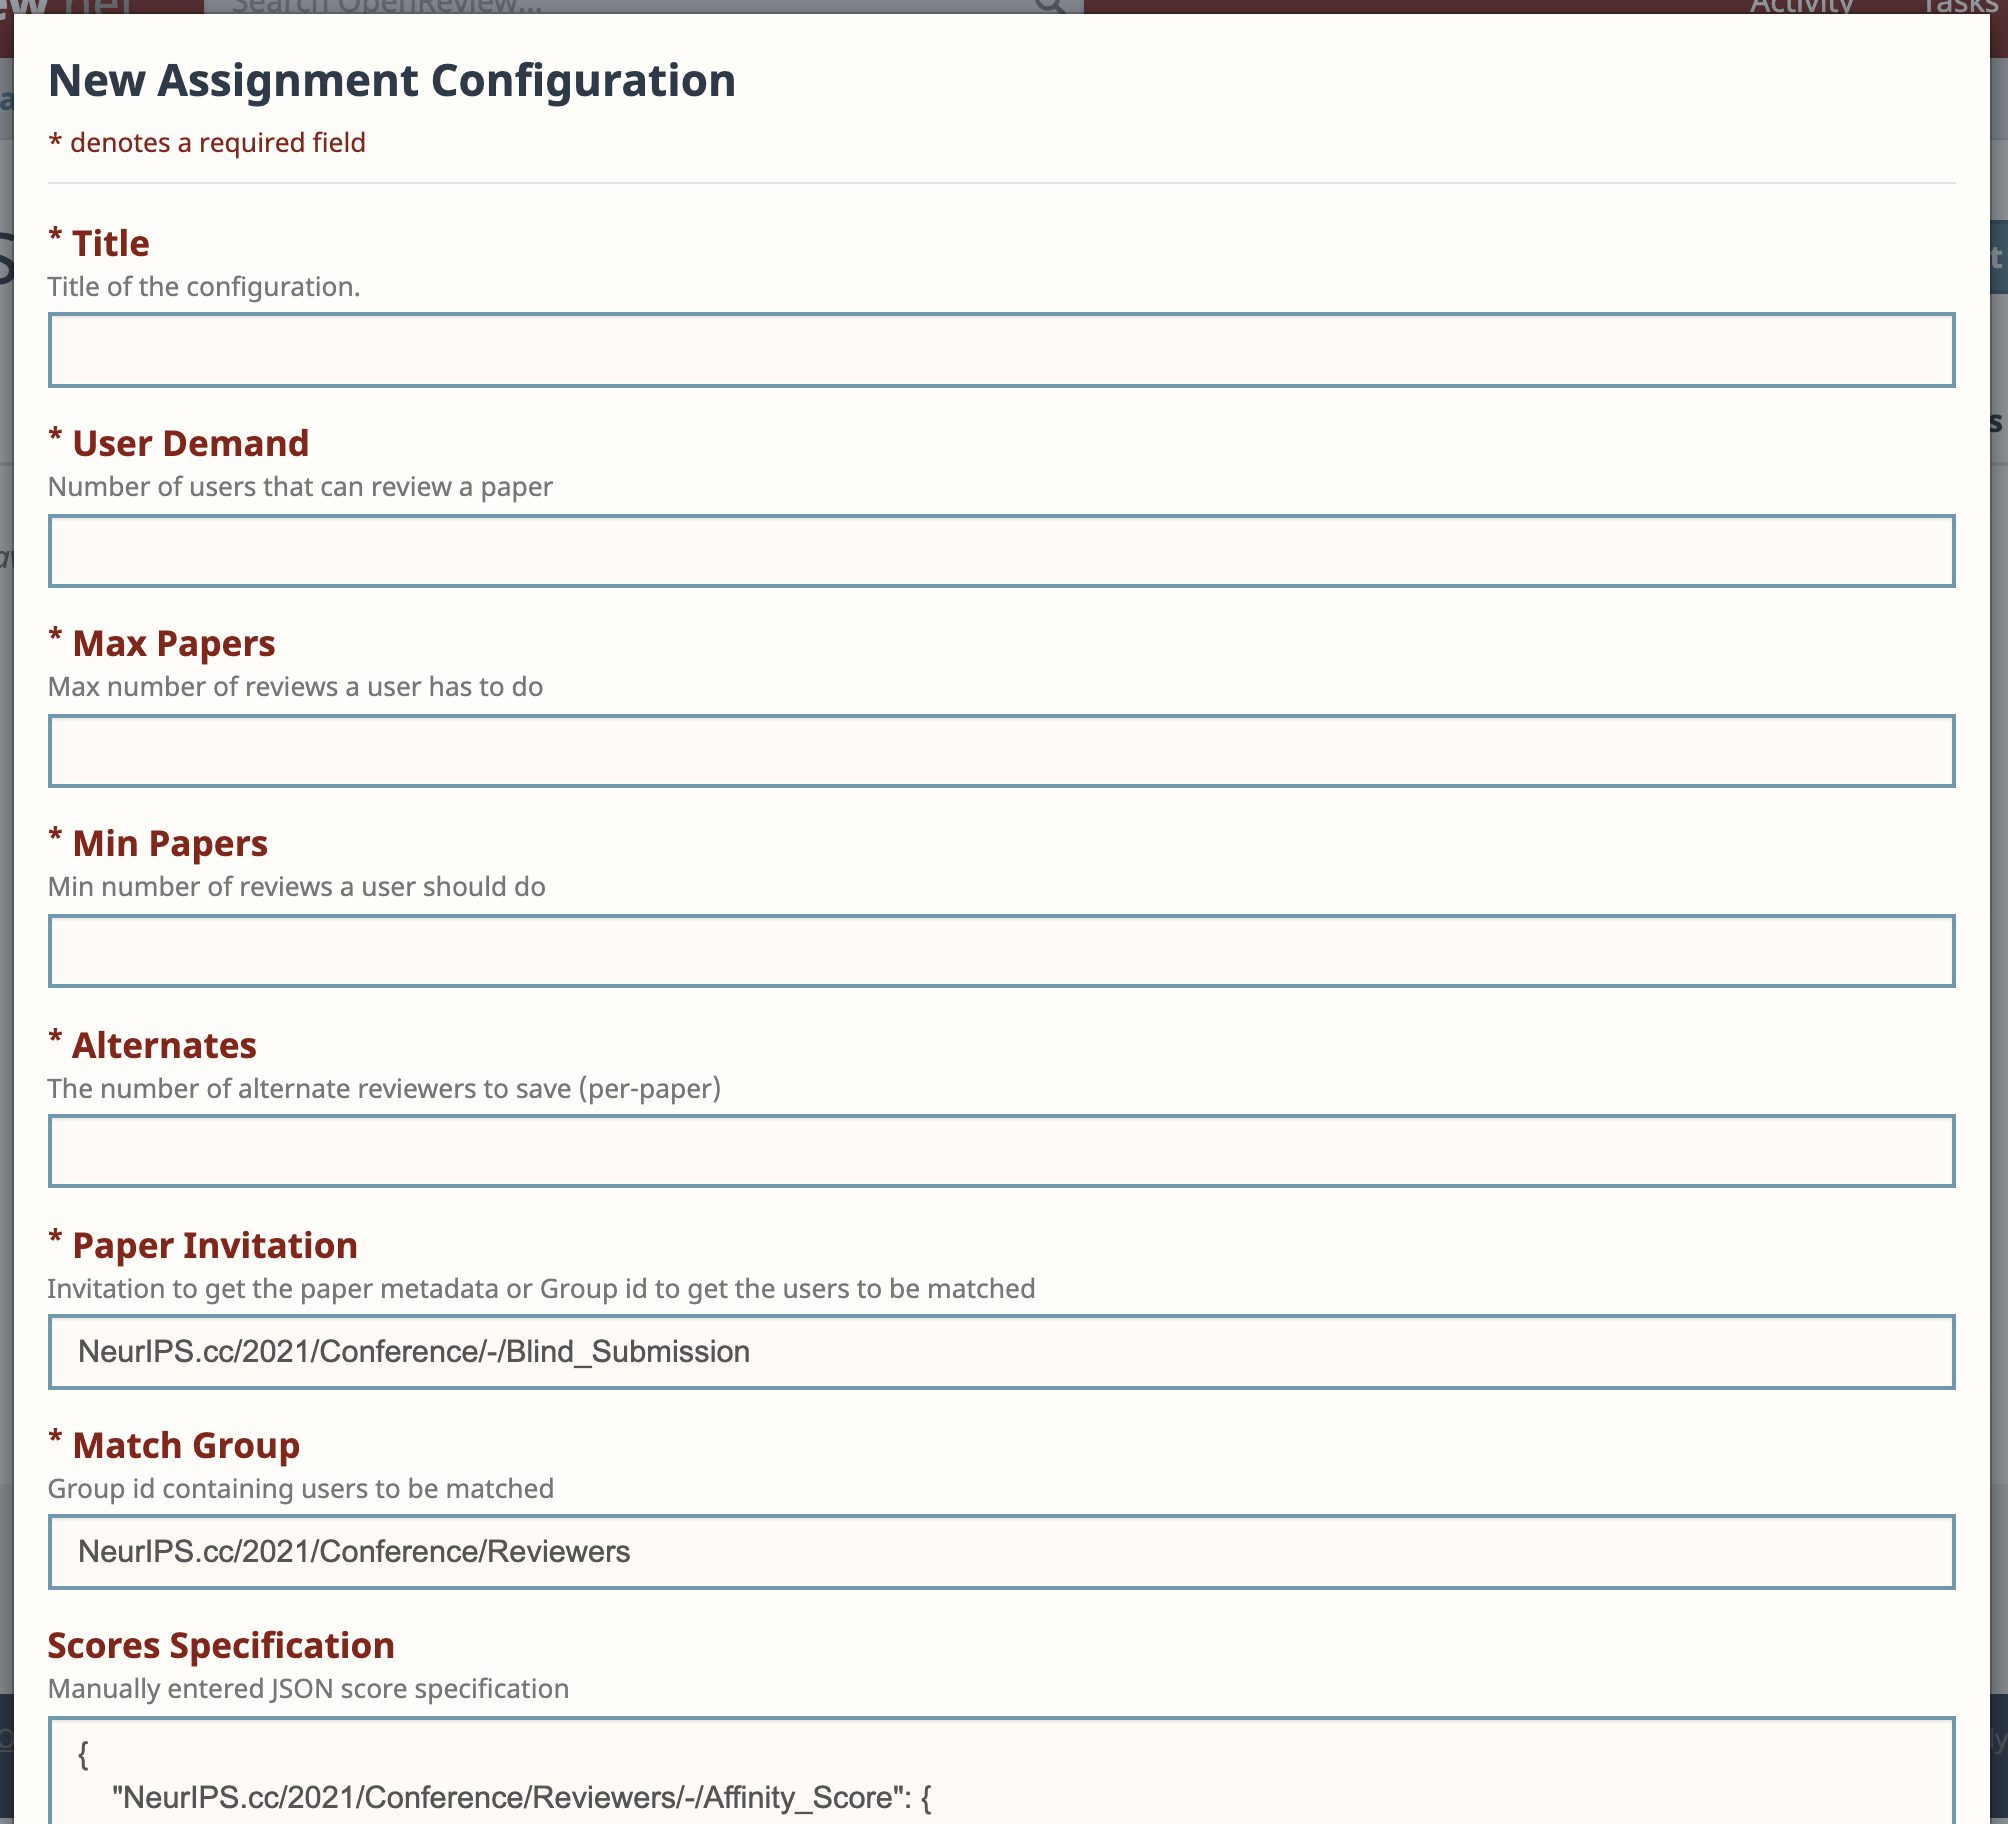 Search OpenReview...
Activity
Tasks
New Assignment Configuration
* denotes a required field
* Title
Title of the configuration.
* User Demand
Number of users that can review a paper
* Max Papers
Max number of reviews a user has to do
* Min Papers
Min number of reviews a user should do
* Alternates
The number of alternate reviewers to save (per-paper)
* Paper Invitation
Invitation to get the paper metadata or Group id to get the users to be matched
NeurIPS.cc/2021/Conference/-/Blind_Submission
* Match Group
Group id containing users to be matched
NeurIPS.cc/2021/Conference/Reviewers
Scores Specification
Manually entered JSON score specification
{
"NeurIPS.cc/2021/Conference/Reviewers/-/Affinity_Score": {